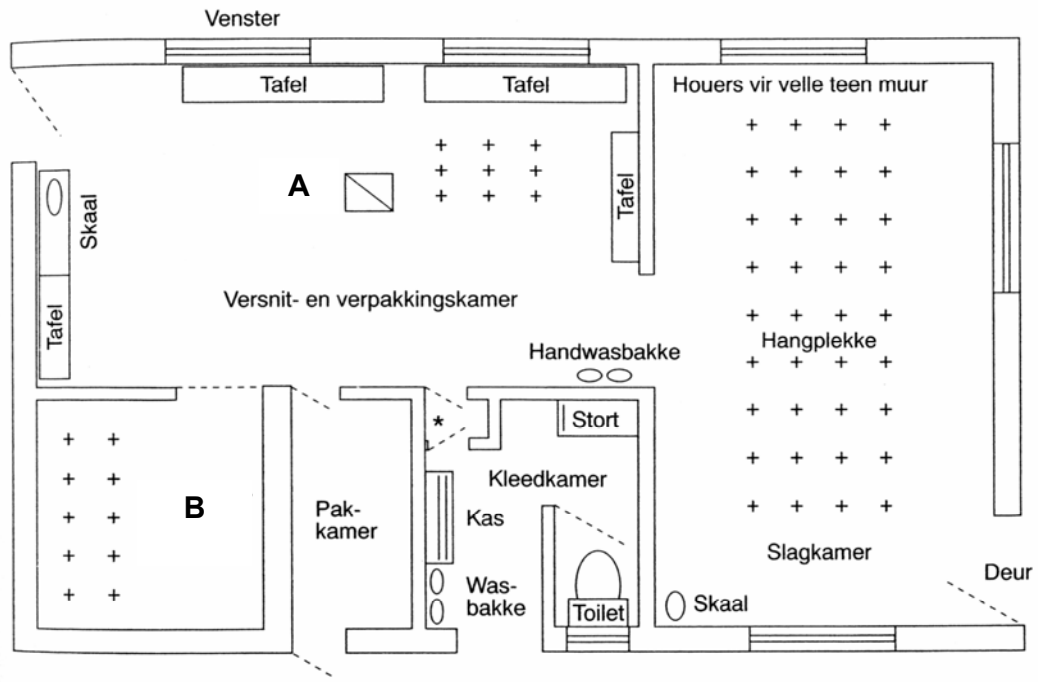 Venster
Tafel
Tafel
Houers vir velle teen muur
A
Tafel
Skaal
Versnit- en verpakkingskamer
Tafel
Hangplekke
Handwasbakke
*
Stort
Kleedkamer
B
Pak-
kamer
Kas
Slagkamer
Deur
Was-
bakke
Toilet
Skaal